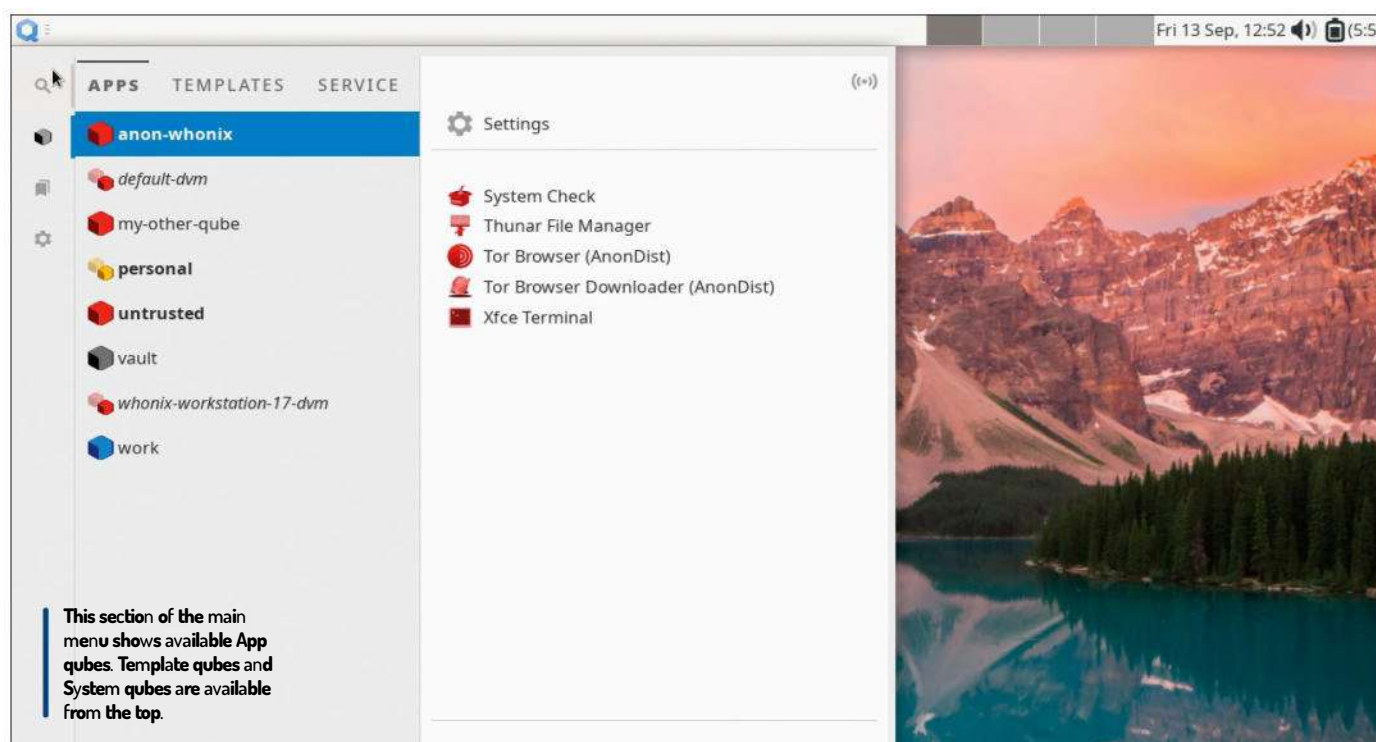 Fri 13 Sep, 12:52 (5:5
APPS TEMPLATES SERVICE
anon-whonix
default-dvm
my-other-qube
personal
untrusted
vault
whonix-workstation-17-dvm
work
Settings
System Check
Thunar File Manager
Tor Browser (AnonDist)
Tor Browser Downloader (AnonDist)
Xfce Terminal
This section of the main
menu shows available App
qubes. Template qubes and
System qubes are available
from the top.